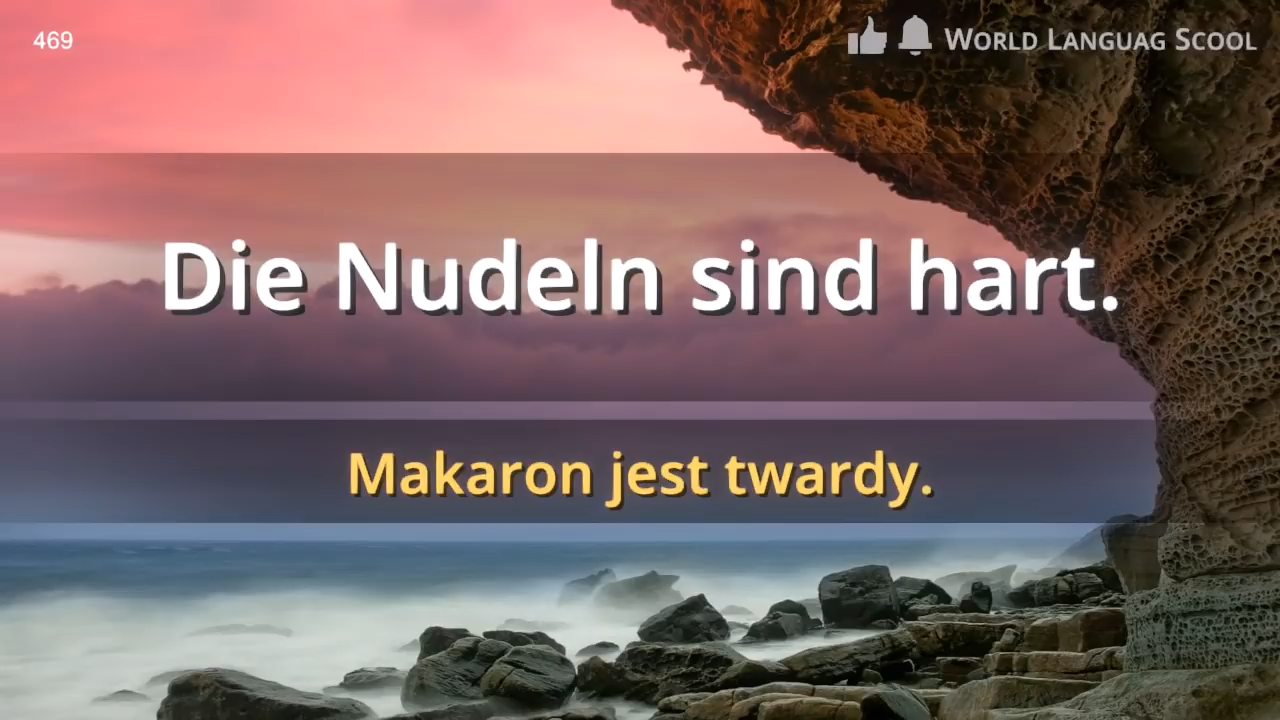 469
WORLD LANGUAG SCOOL
Die Nudeln sind hart.
Makaron jest twardy.